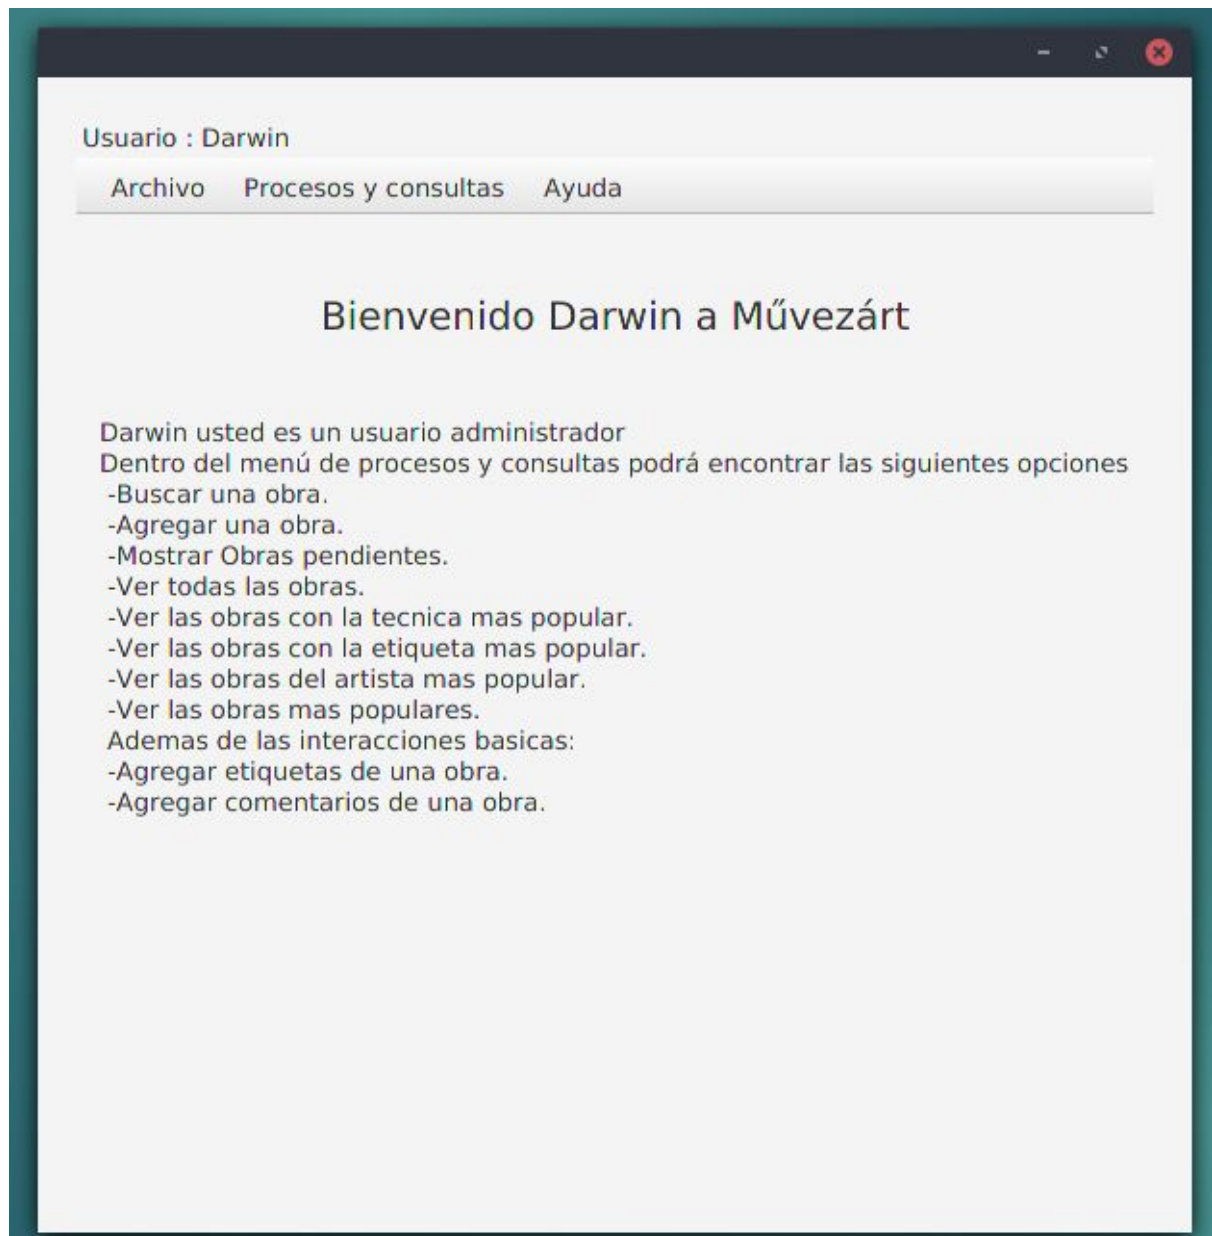 Usuario : Darwin
Archivo Procesos y consultas Ayuda
Bienvenido Darwin a Művezárt
Darwin usted es un usuario administrador
Dentro del menú de procesos y consultas podrá encontrar las siguientes opciones
-Buscar una obra.
-Agregar una obra.
-Mostrar Obras pendientes.
-Ver todas las obras.
-Ver las obras con la tecnica mas popular.
-Ver las obras con la etiqueta mas popular.
-Ver las obras del artista mas popular.
-Ver las obras mas populares.
Ademas de las interacciones basicas:
-Agregar etiquetas de una obra.
-Agregar comentarios de una obra.